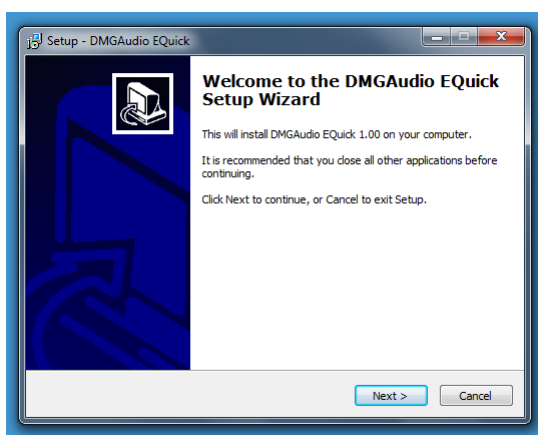 Setup - DMGAudio EQuick
Welcome to the DMGAudio EQuick
Setup Wizard
This will install DMGAudio EQuick 1.00 on your computer.
It is recommended that you close all other applications before
continuing.
Click Next to continue, or Cancel to exit Setup.
Next > Cancel